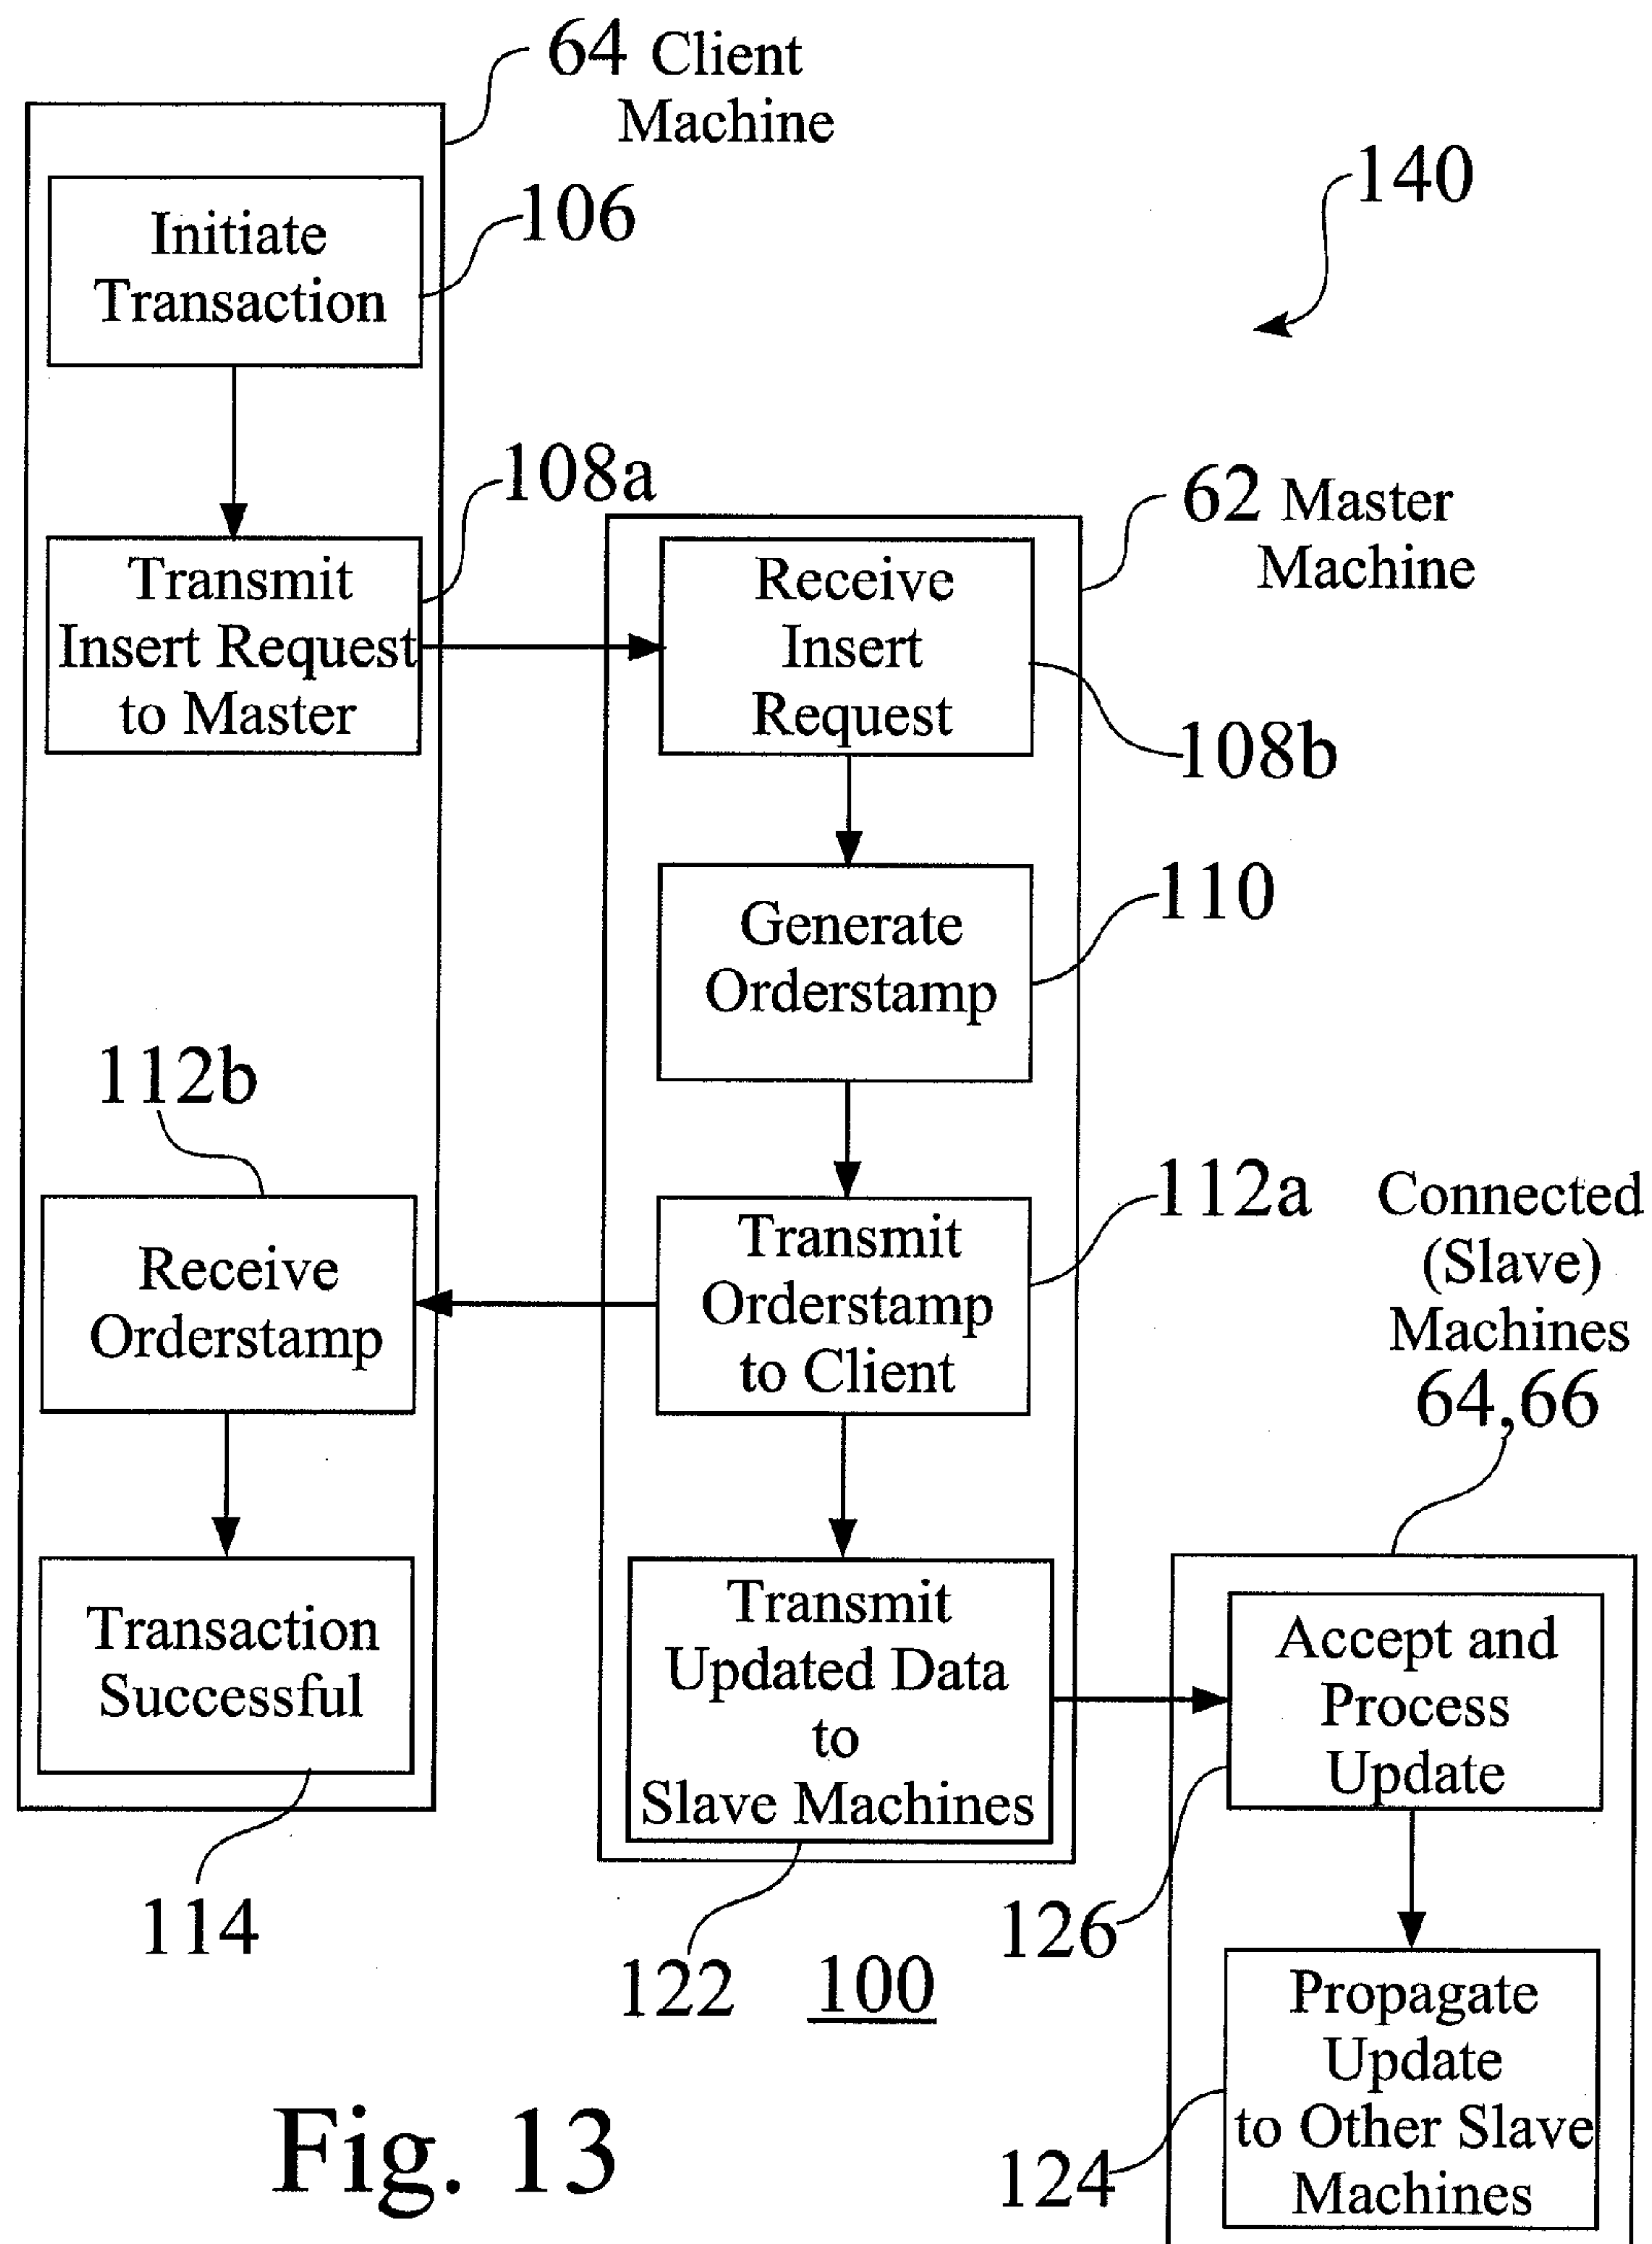 64 Client
Machine
140
Initiate
Transaction
106
108a
Transmit
Insert Request
to Master
62 Master
Machine
Receive
Insert
Request
108b
Generate
Orderstamp
110
112b
Receive
Orderstamp
Transmit
Orderstamp
to Client
112a
Connected
(Slave)
Machines
64,66
Transaction
Successful
114
Transmit
Updated Data
to
Slave Machines
122
100
Accept and
Process
Update
126
Propagate
Update
to Other Slave
Machines
124
Fig. 13